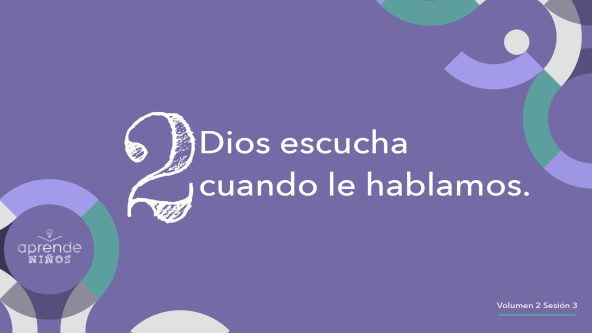 2
Dios escucha
cuando le hablamos.
aprende
NIÑOS
Volumen 2 Sesión 3